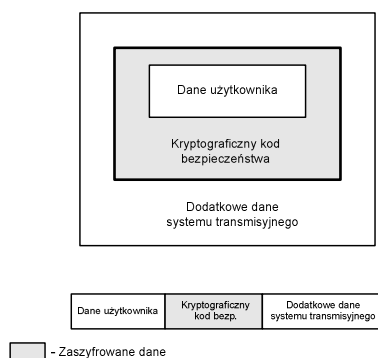 Dane użytkownika
Kryptograficzny kod
bezpieczeństwa
Dodatkowe dane
systemu transmisyjnego
Dane użytkownika
Kryptograficzny
kod bezp.
Dodatkowe dane
systemu transmisyjnego
- Zaszyfrowane dane